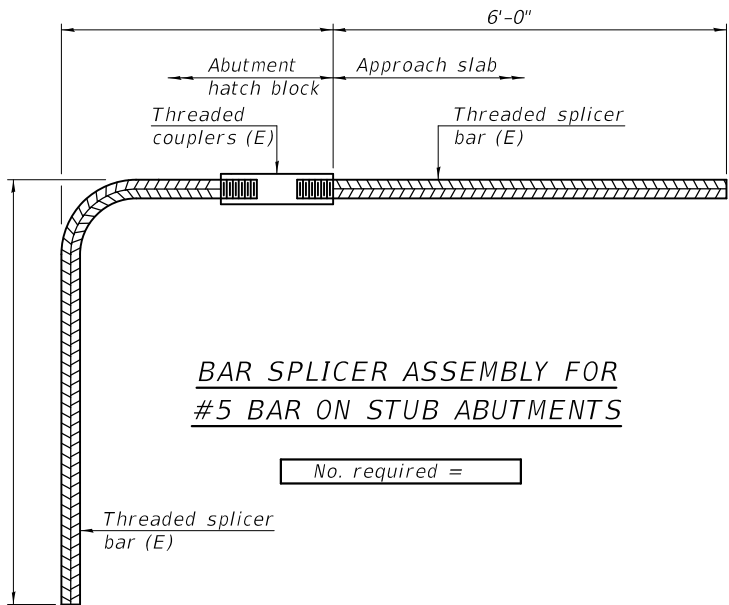 6'-0"
Abutment
hatch block
Approach slab
Threaded
couplers (E)
Threaded splicer
bar (E)
BAR SPLICER ASSEMBLY FOR
#5 BAR ON STUB ABUTMENTS
No. required =
Threaded splicer
bar (E)